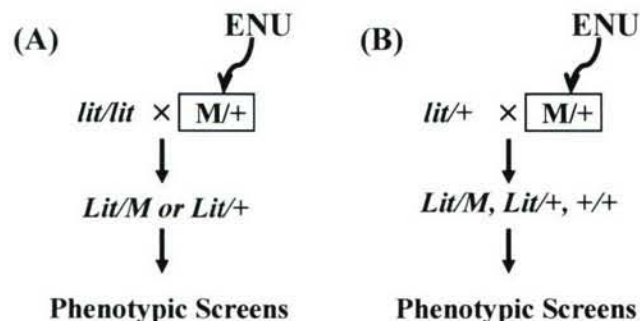 (A)
ENU
lit/lit × M/+
Lit/M or Lit/+
Phenotypic Screens
(B)
ENU
lit/+ × M/+
Lit/M, Lit/+, +/+
Phenotypic Screens